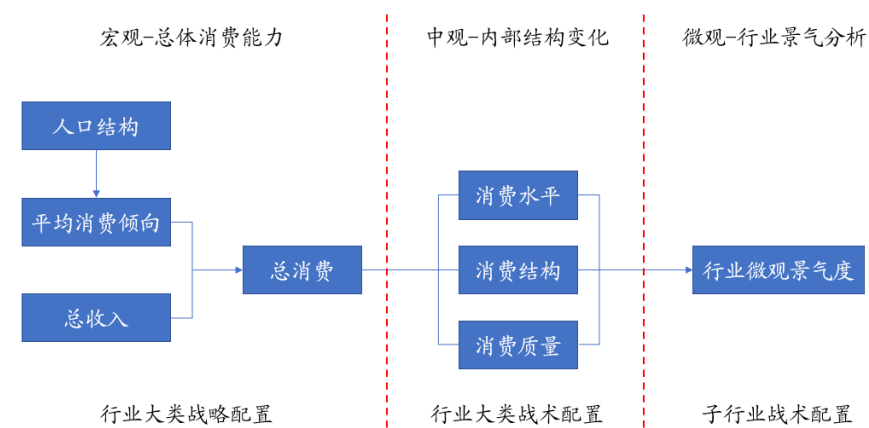 宏观-总体消费能力
中观-内部结构变化
微观-行业景气分析
人口结构
平均消费倾向
总收入
总消费
消费水平
消费结构
消费质量
行业微观景气度
行业大类战略配置
行业大类战术配置
子行业战术配置